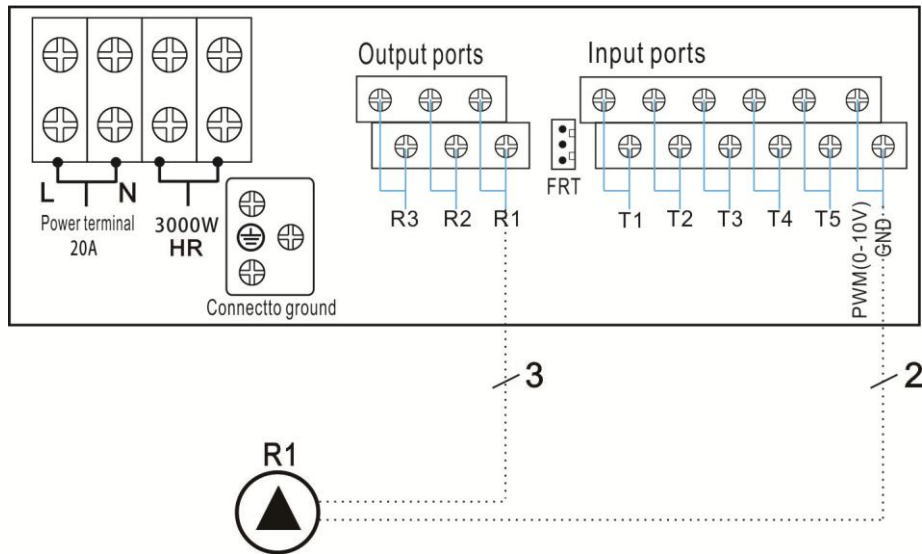 Output ports
Input ports
FRT
L
N
Power terminal
20A
3000W
HR
Connectto ground
R3
R2
R1
T1
T2
T3
T4
T5
PWM(0-10V)
GND
3
2
R1